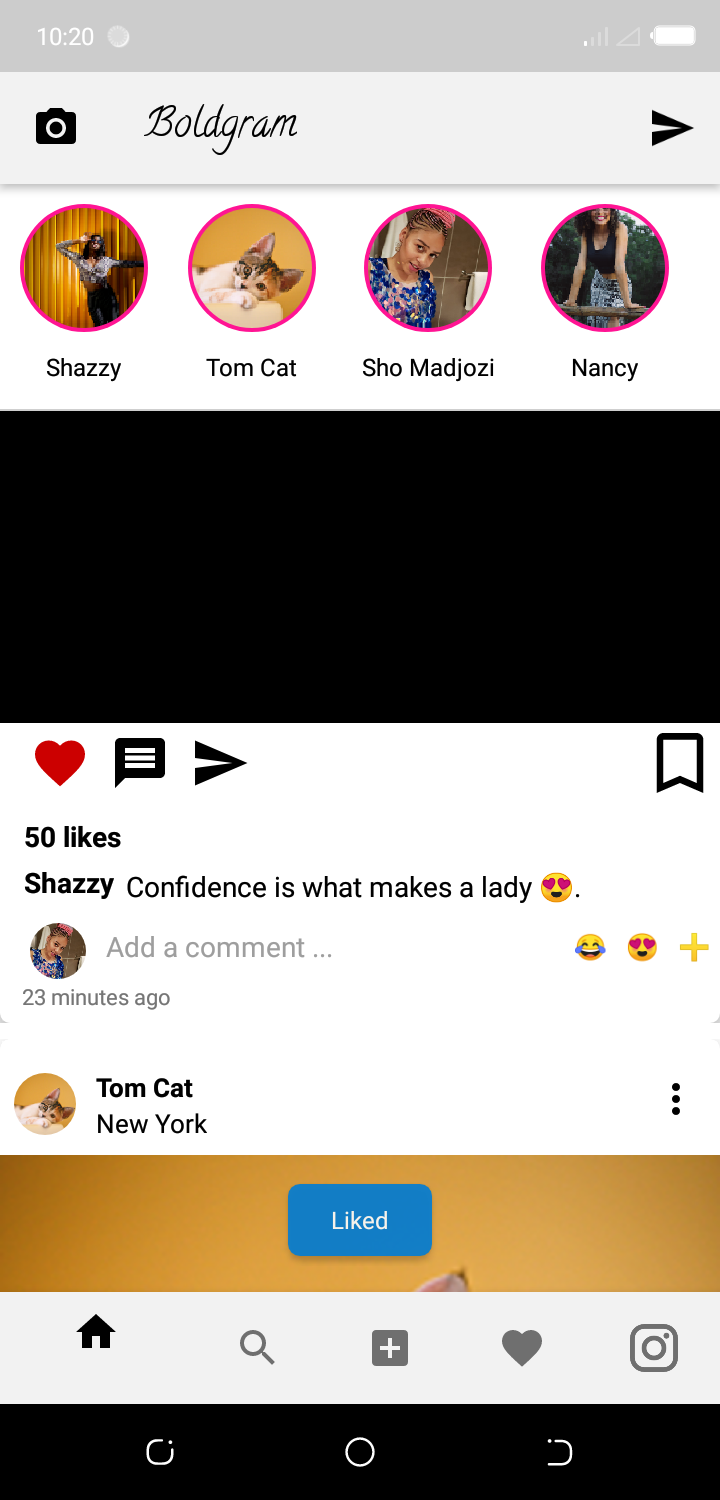 10:20
Boldgram
Shazzy
Tom Cat
Sho Madjozi
Nancy
50 likes
Shazzy Confidence is what makes a lady 😍.
Add a comment ... 😂 😍
23 minutes ago
Tom Cat
New York
Liked